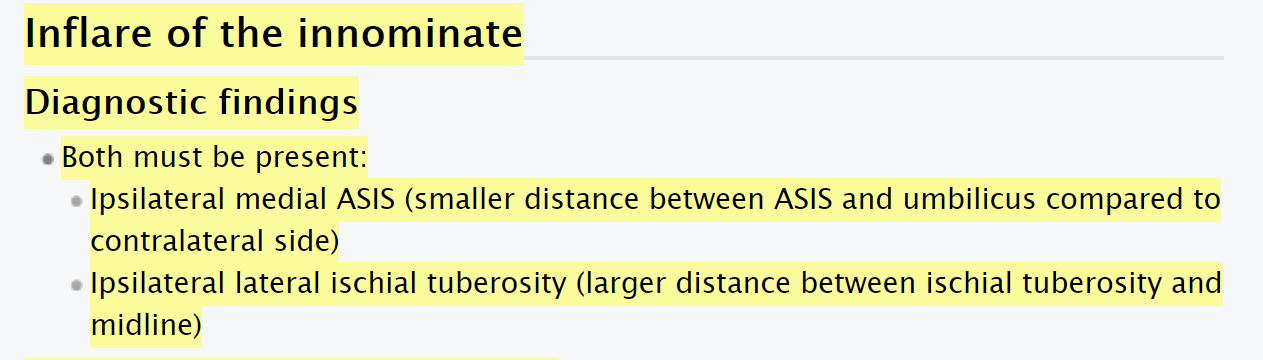 Inflare of the innominate
Diagnostic findings
Both must be present:
Ipsilateral medial ASIS (smaller distance between ASIS and umbilicus compared to
contralateral side)
Ipsilateral lateral ischial tuberosity (larger distance between ischial tuberosity and
midline)